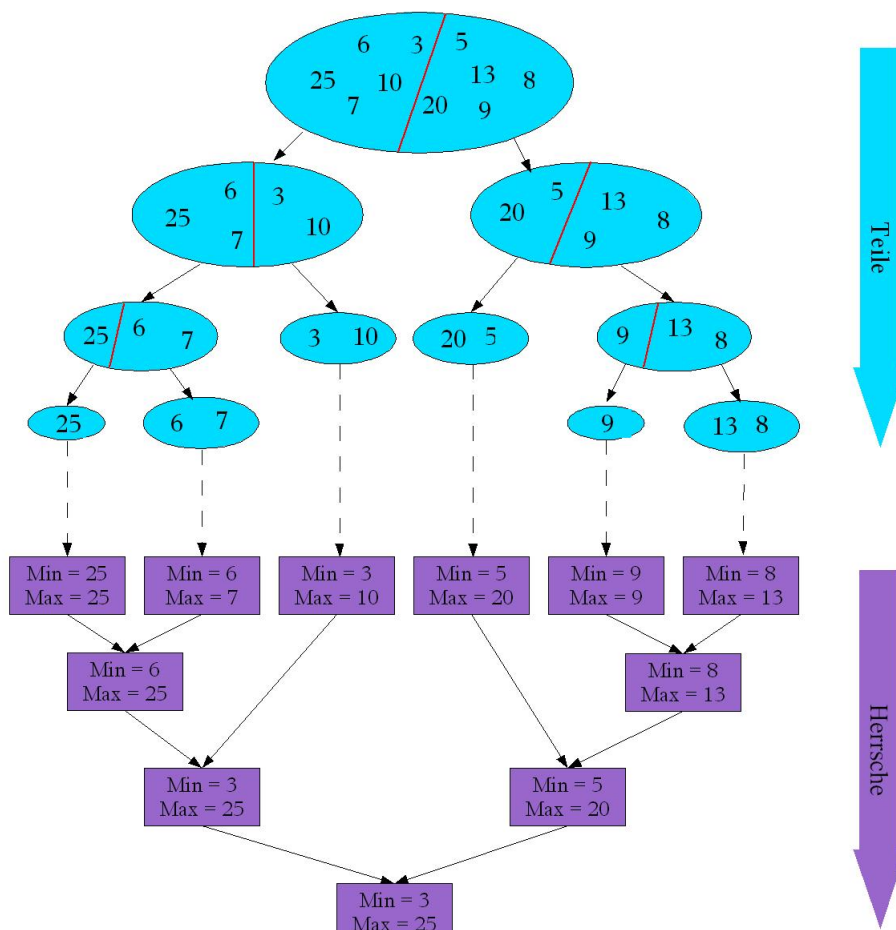 6 3 5
25 10 13 8
7 20 9
6 3
25 10
7
5 13
20 8
9
25 6 7
3 10
20 5
9 13 8
25
6 7
9
13 8
Teile
Min = 25
Max = 25
Min = 6
Max = 7
Min = 3
Max = 10
Min = 5
Max = 20
Min = 9
Max = 9
Min = 8
Max = 13
Min = 6
Max = 25
Min = 8
Max = 13
Min = 3
Max = 25
Min = 5
Max = 20
Min = 3
Max = 25
Herrsche